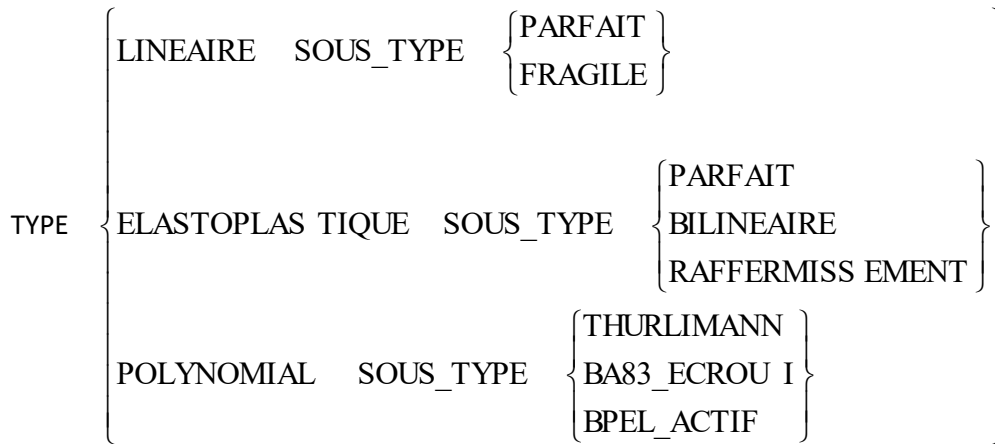 TYPE
LINEAIRE SOUS_TYPE
PARFAIT
FRAGILE
ELASTOPLAS TIQUE SOUS_TYPE
PARFAIT
BILINEAIRE
RAFFERMISS EMENT
POLYNOMIAL SOUS_TYPE
THURLIMANN
BA83_ECROU I
BPEL_ACTIF